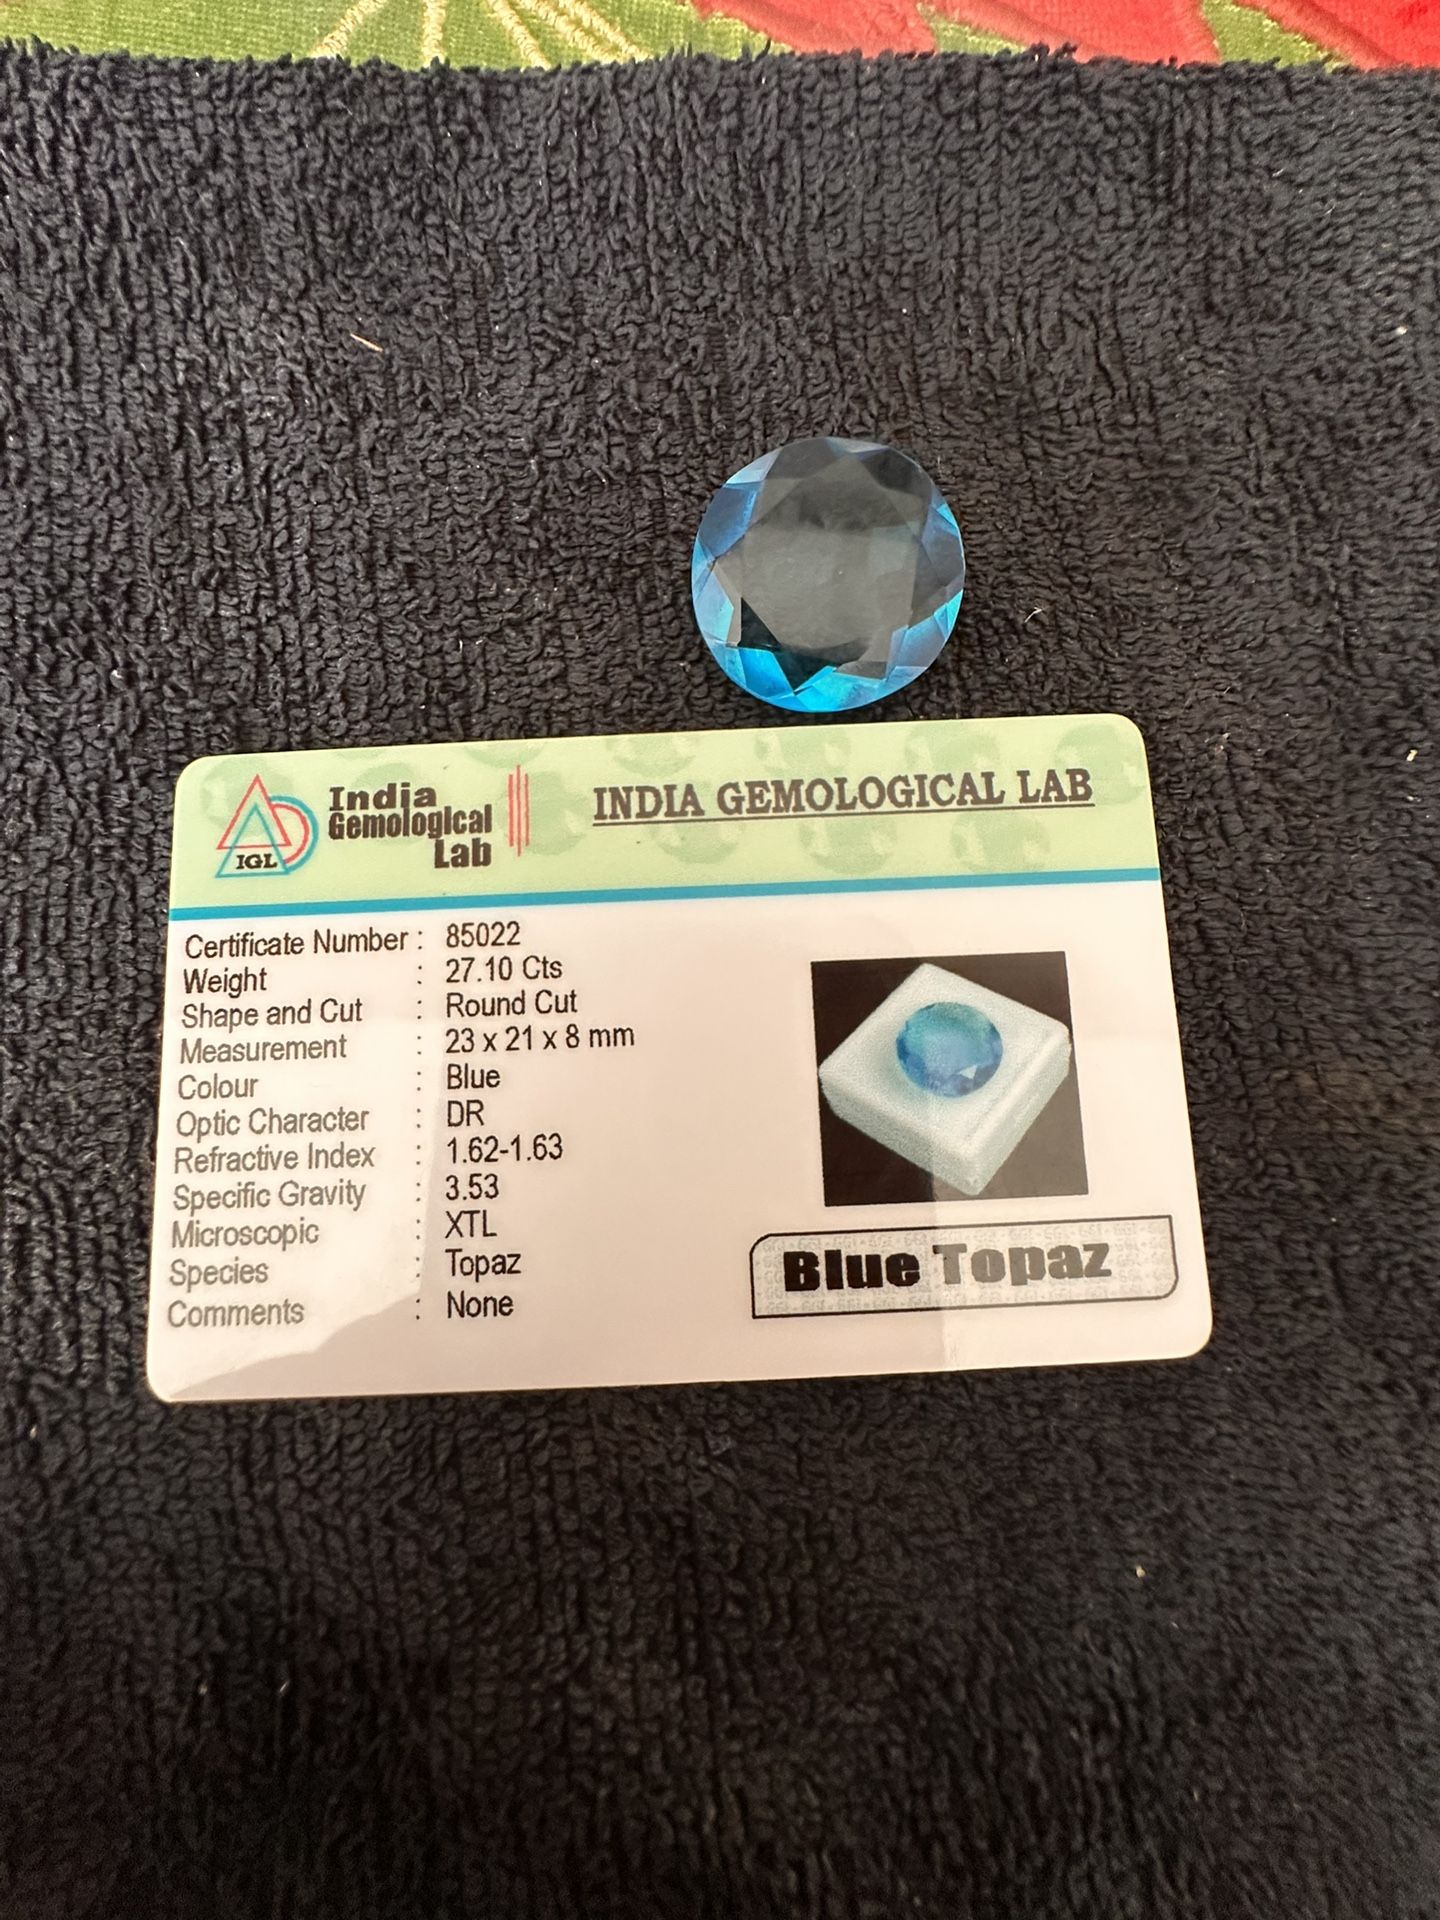 India
Gemological
Lab
IGL
INDIA GEMOLOGICAL LAB
Certificate Number : 85022
Weight : 27.10 Cts
Shape and Cut : Round Cut
Measurement : 23 x 21 x 8 mm
Colour : Blue
Optic Character : DR
Refractive Index : 1.62-1.63
Specific Gravity : 3.53
Microscopic : XTL
Species : Topaz
Comments : None
Blue Topaz